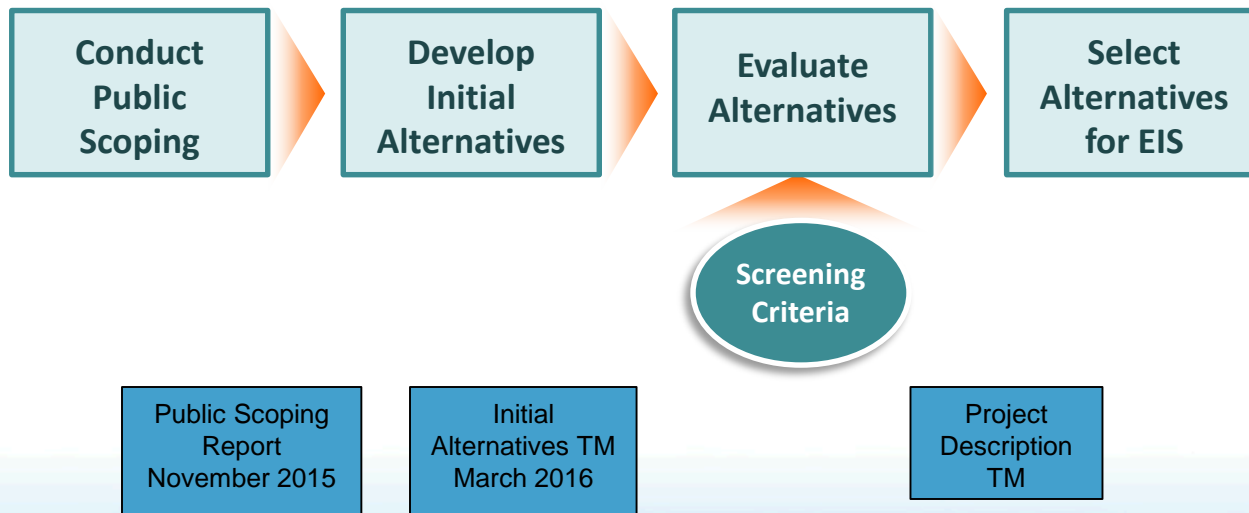 Conduct
Public
Scoping
Develop
Initial
Alternatives
Evaluate
Alternatives
Select
Alternatives
for EIS
Screening
Criteria
Public Scoping
Report
November 2015
Initial
Alternatives TM
March 2016
Project
Description
TM